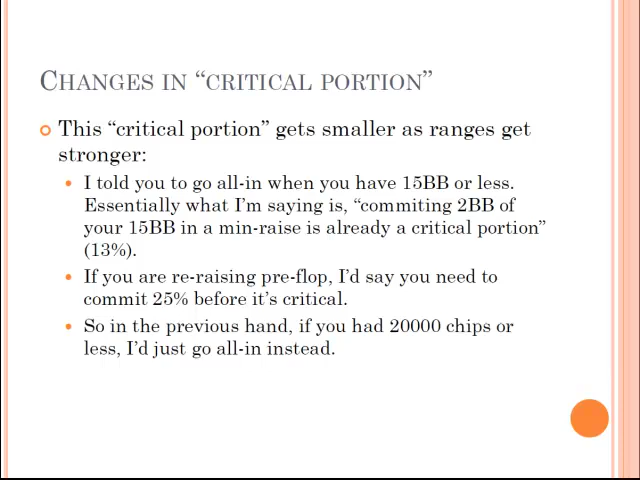 CHANGES IN “CRITICAL PORTION”
This “critical portion” gets smaller as ranges get
stronger:
I told you to go all-in when you have 15BB or less.
Essentially what I’m saying is, “commiting 2BB of
your 15BB in a min-raise is already a critical portion”
(13%).
If you are re-raising pre-flop, I’d say you need to
commit 25% before it’s critical.
So in the previous hand, if you had 20000 chips or
less, I’d just go all-in instead.